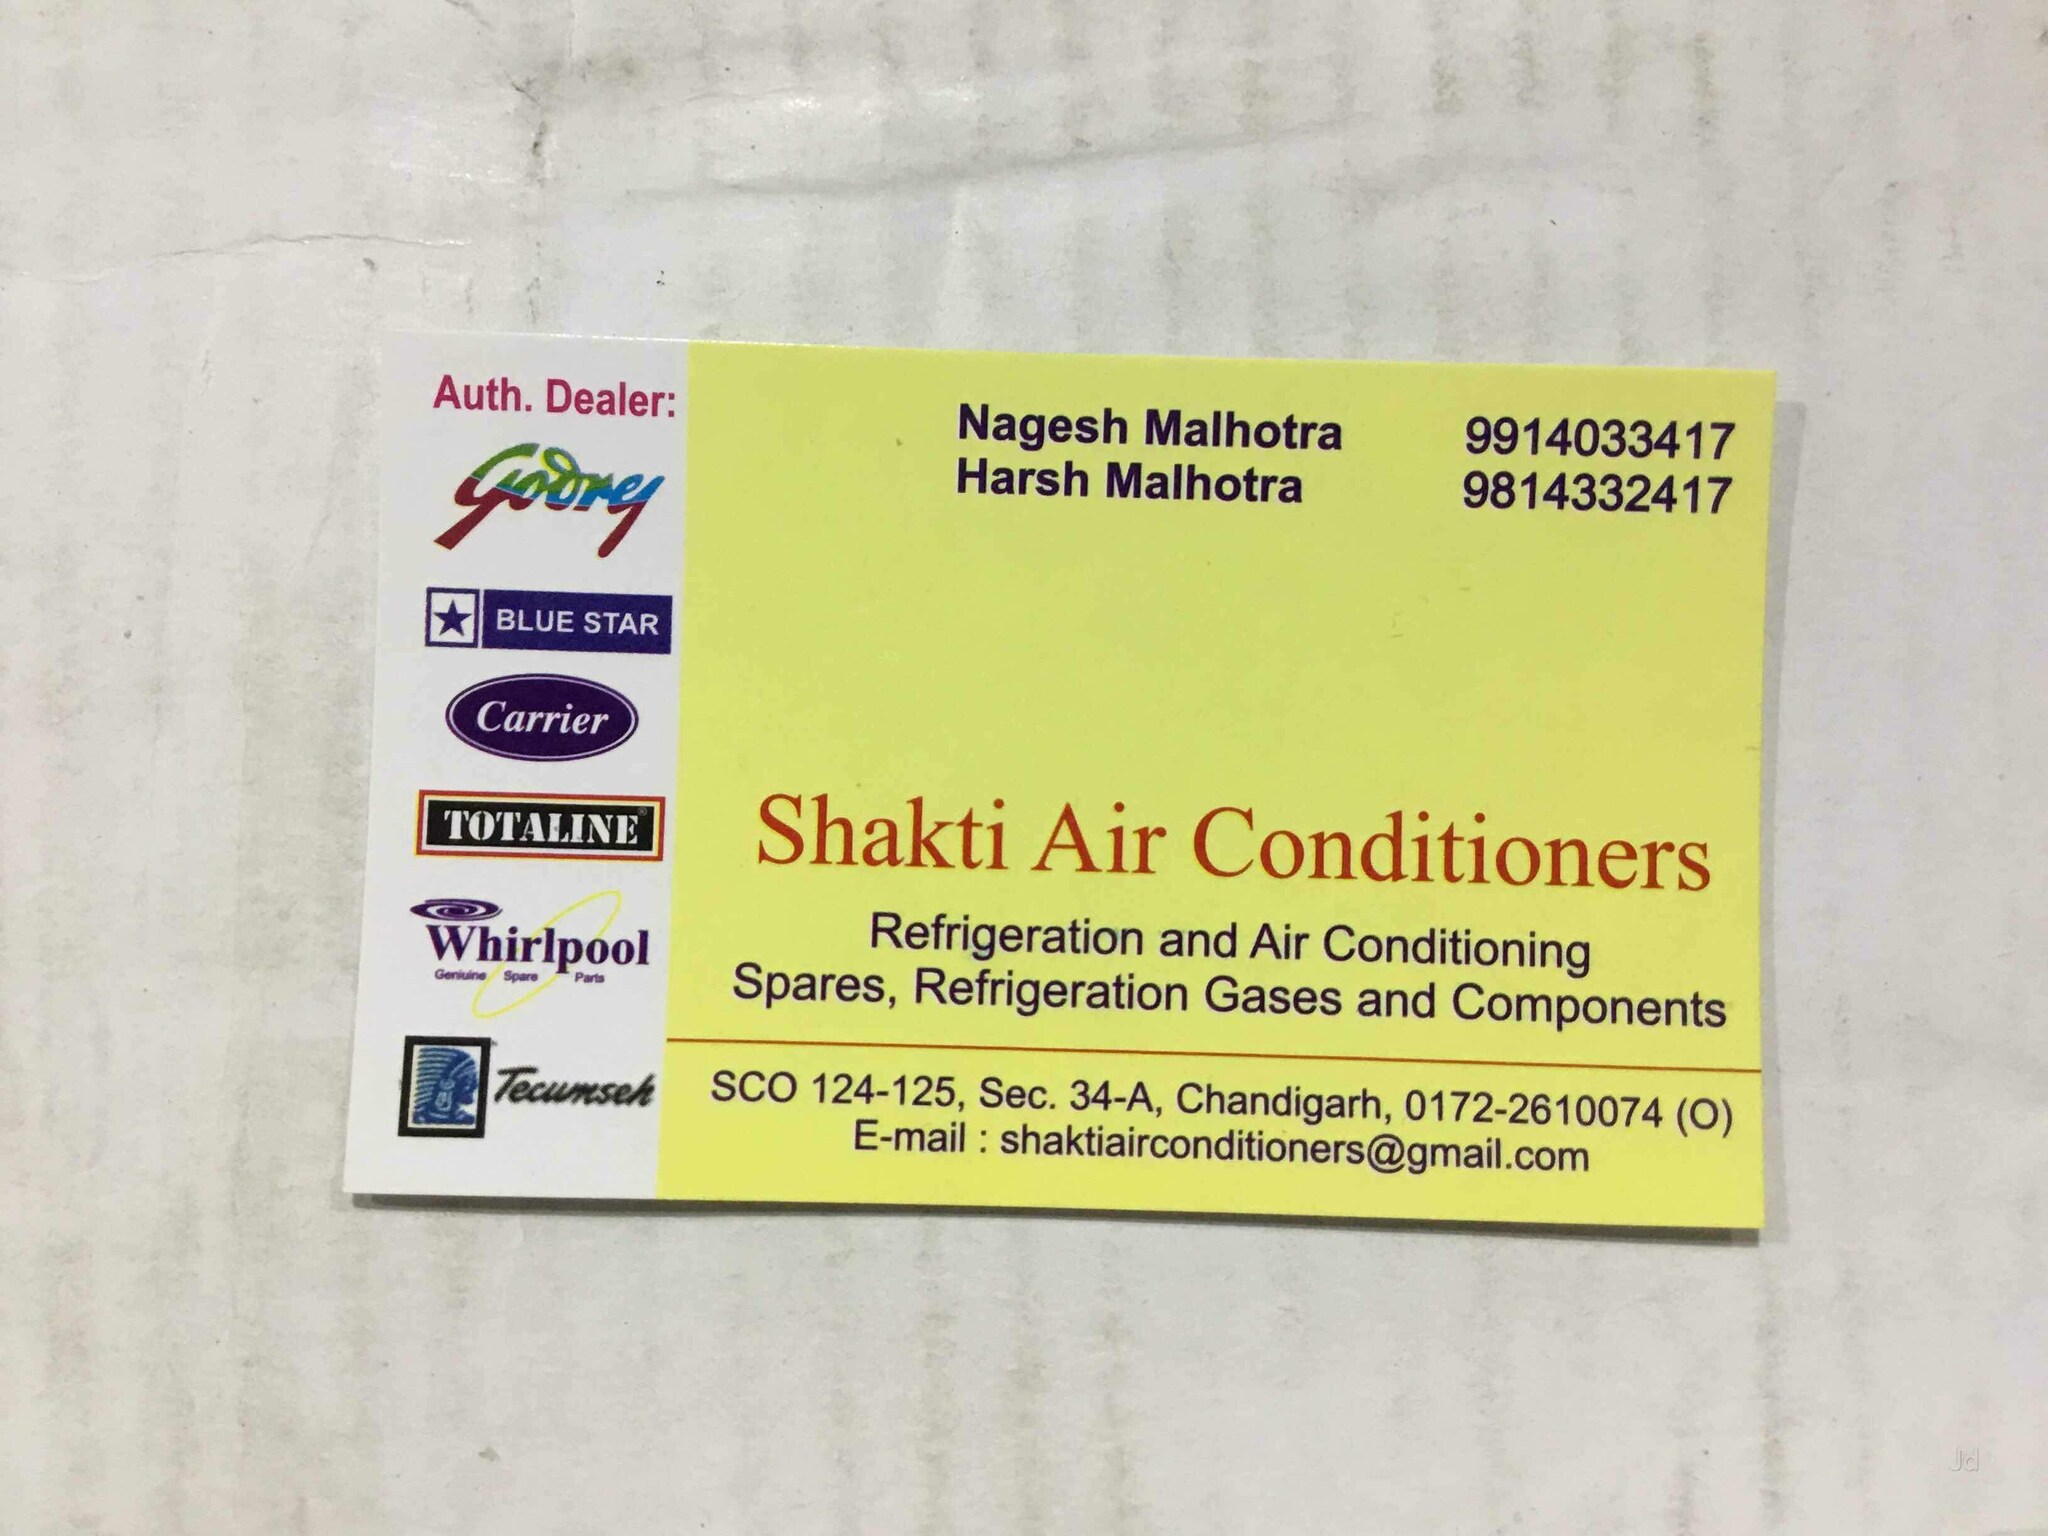 Auth. Dealer:
Godrej
BLUE STAR
Carrier
TOTALINE
Whirlpool
Geniuine Spare Parts
Tecumseh
Nagesh Malhotra 9914033417
Harsh Malhotra 9814332417
Shakti Air Conditioners
Refrigeration and Air Conditioning
Spares, Refrigeration Gases and Components
SCO 124-125, Sec. 34-A, Chandigarh, 0172-2610074 (O)
E-mail : shaktiairconditioners@gmail.com
Jd